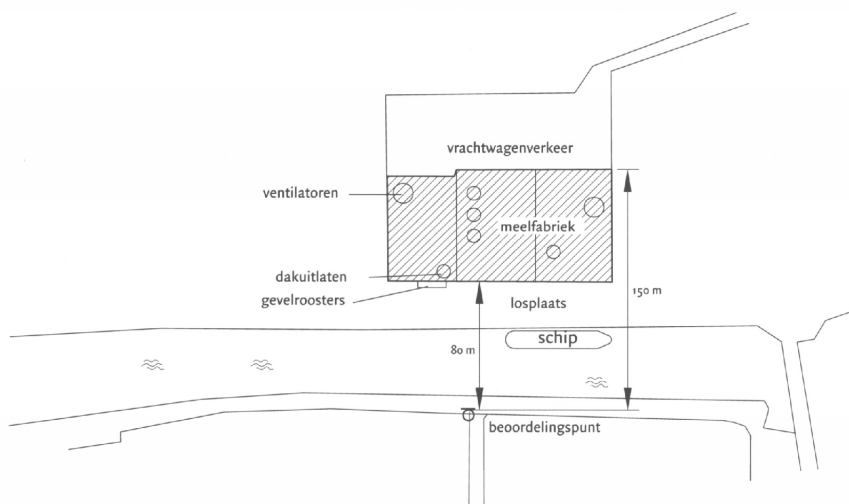 vrachtwagenverkeer
ventilatoren
meelfabriek
dakuitlaten
gevelroosters
150 m
losplaats
schip
80 m
beoordelingspunt